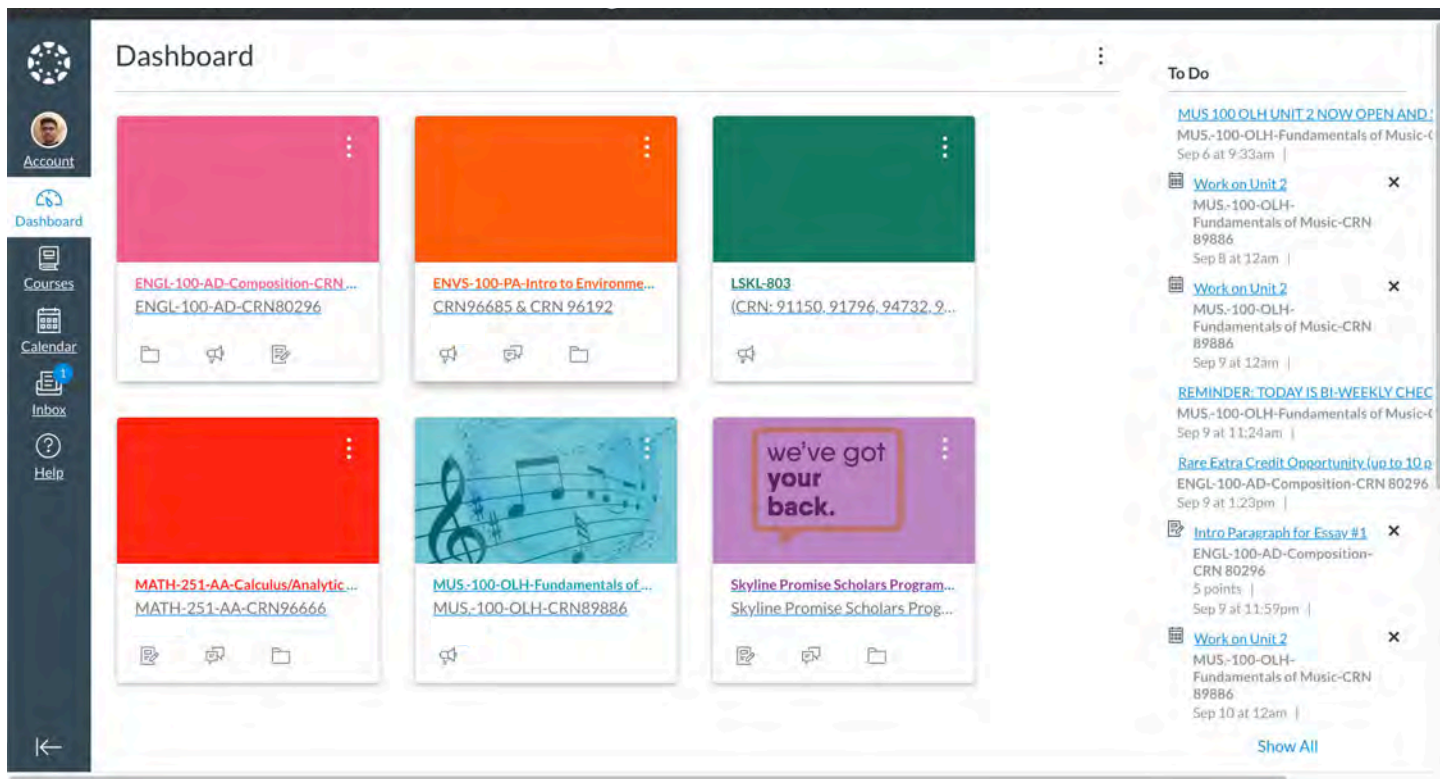 Dashboard
Account
Dashboard
Courses
Calendar
1
Inbox
Help
ENGL-100-AD-Composition-CRN ...
ENGL-100-AD-CRN80296
ENVS-100-PA-Intro to Environme...
CRN96685 & CRN 96192
LSKL-803
(CRN: 91150, 91796, 94732, 9...
we've got
your
back.
MATH-251-AA-Calculus/Analytic ...
MATH-251-AA-CRN96666
MUS.-100-OLH-Fundamentals of ...
MUS.-100-OLH-CRN89886
Skyline Promise Scholars Program...
Skyline Promise Scholars Prog...
To Do
MUS 100 OLH UNIT 2 NOW OPEN AND
MUS.-100-OLH-Fundamentals of Music-
Sep 6 at 9:33am |
Work on Unit 2
MUS.-100-OLH-
Fundamentals of Music-CRN
89886
Sep 8 at 12am |
Work on Unit 2
MUS.-100-OLH-
Fundamentals of Music-CRN
89886
Sep 9 at 12am |
REMINDER: TODAY IS BI-WEEKLY CHEC
MUS.-100-OLH-Fundamentals of Music-
Sep 9 at 11:24am |
Rare Extra Credit Opportunity (up to 10 p
ENGL-100-AD-Composition-CRN 80296
Sep 9 at 1:23pm |
Intro Paragraph for Essay #1
ENGL-100-AD-Composition-
CRN 80296
5 points |
Sep 9 at 11:59pm |
Work on Unit 2
MUS.-100-OLH-
Fundamentals of Music-CRN
89886
Sep 10 at 12am |
Show All